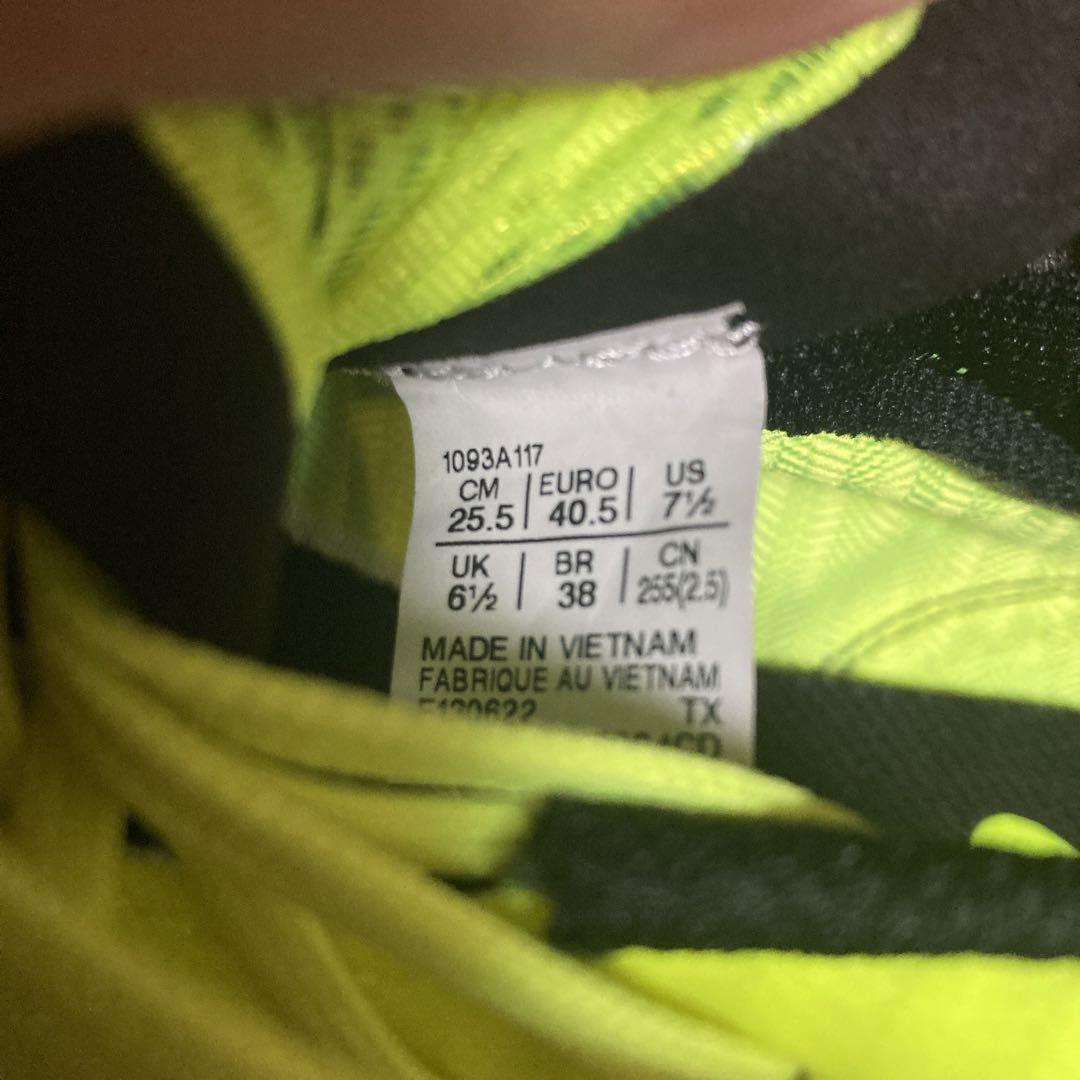 1093A117
CM | EURO | US
25.5 | 40.5 | 7½
UK | BR | CN
6½ | 38 | 255(2.5)
MADE IN VIETNAM
FABRIQUE AU VIETNAM
TX